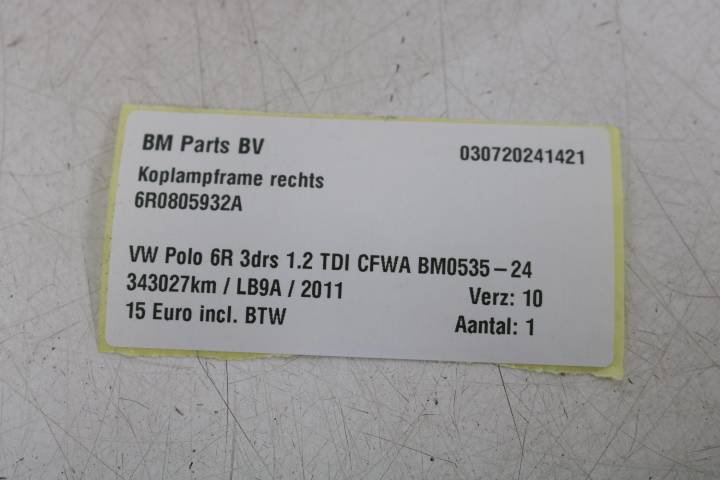 BM Parts BV 030720241421
Koplampframe rechts
6R0805932A
VW Polo 6R 3drs 1.2 TDI CFWA BM0535-24
343027km / LB9A / 2011 Verz: 10
15 Euro incl. BTW Aantal: 1